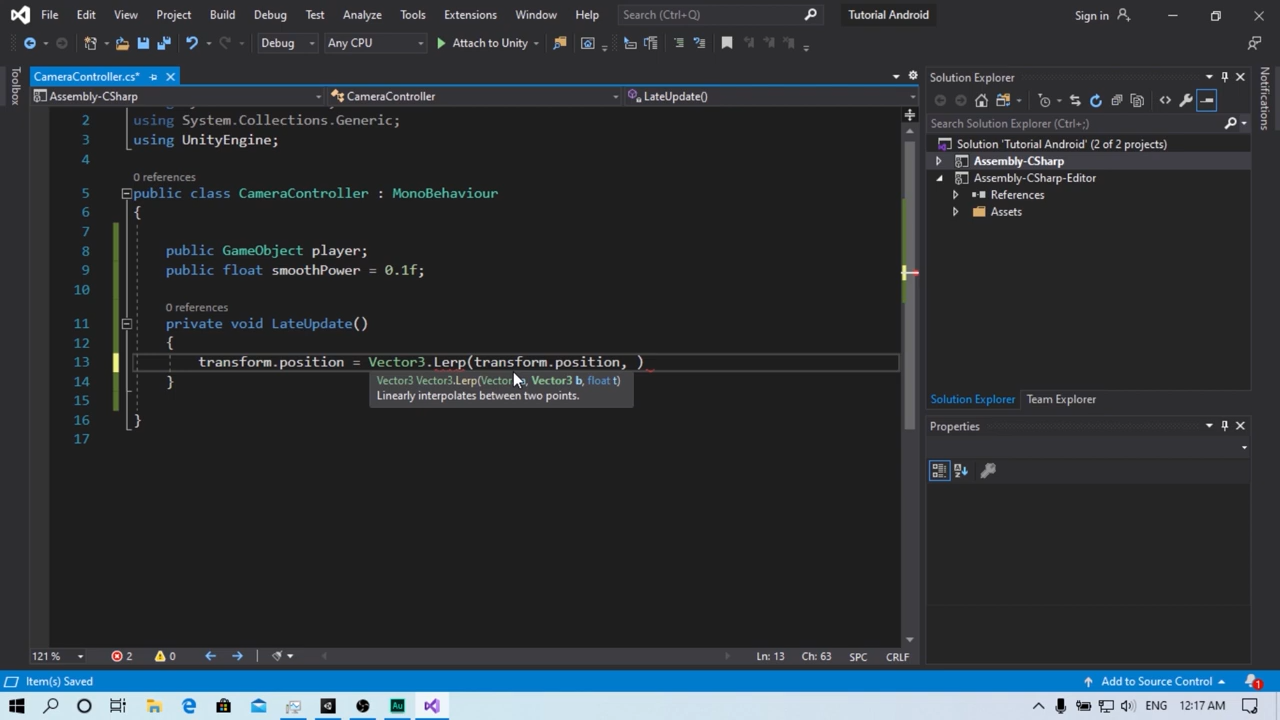 File Edit View Project Build Debug Test Analyze Tools Extensions Window Help Search (Ctrl+Q) Tutorial Android Sign in
Debug Any CPU Attach to Unity
Toolbox
CameraController.cs*
Assembly-CSharp CameraController LateUpdate()
2 using System.Collections.Generic;
3 using UnityEngine;
4
0 references
5 public class CameraController : MonoBehaviour
6 {
7
8 public GameObject player;
9 public float smoothPower = 0.1f;
10
0 references
11 private void LateUpdate()
12 {
13 transform.position = Vector3.Lerp(transform.position, )
Vector3 Vector3.Lerp(Vector , Vector3 b, float t)
Linearly interpolates between two points.
14 }
15
16 }
17
121 % 2 0 Ln: 13 Ch: 63 SPC CRLF
Solution Explorer
Search Solution Explorer (Ctrl+;)
Solution 'Tutorial Android' (2 of 2 projects)
Assembly-CSharp
Assembly-CSharp-Editor
References
Assets
Solution Explorer Team Explorer
Properties
Notifications
Item(s) Saved Add to Source Control 1
ENG 12:17 AM